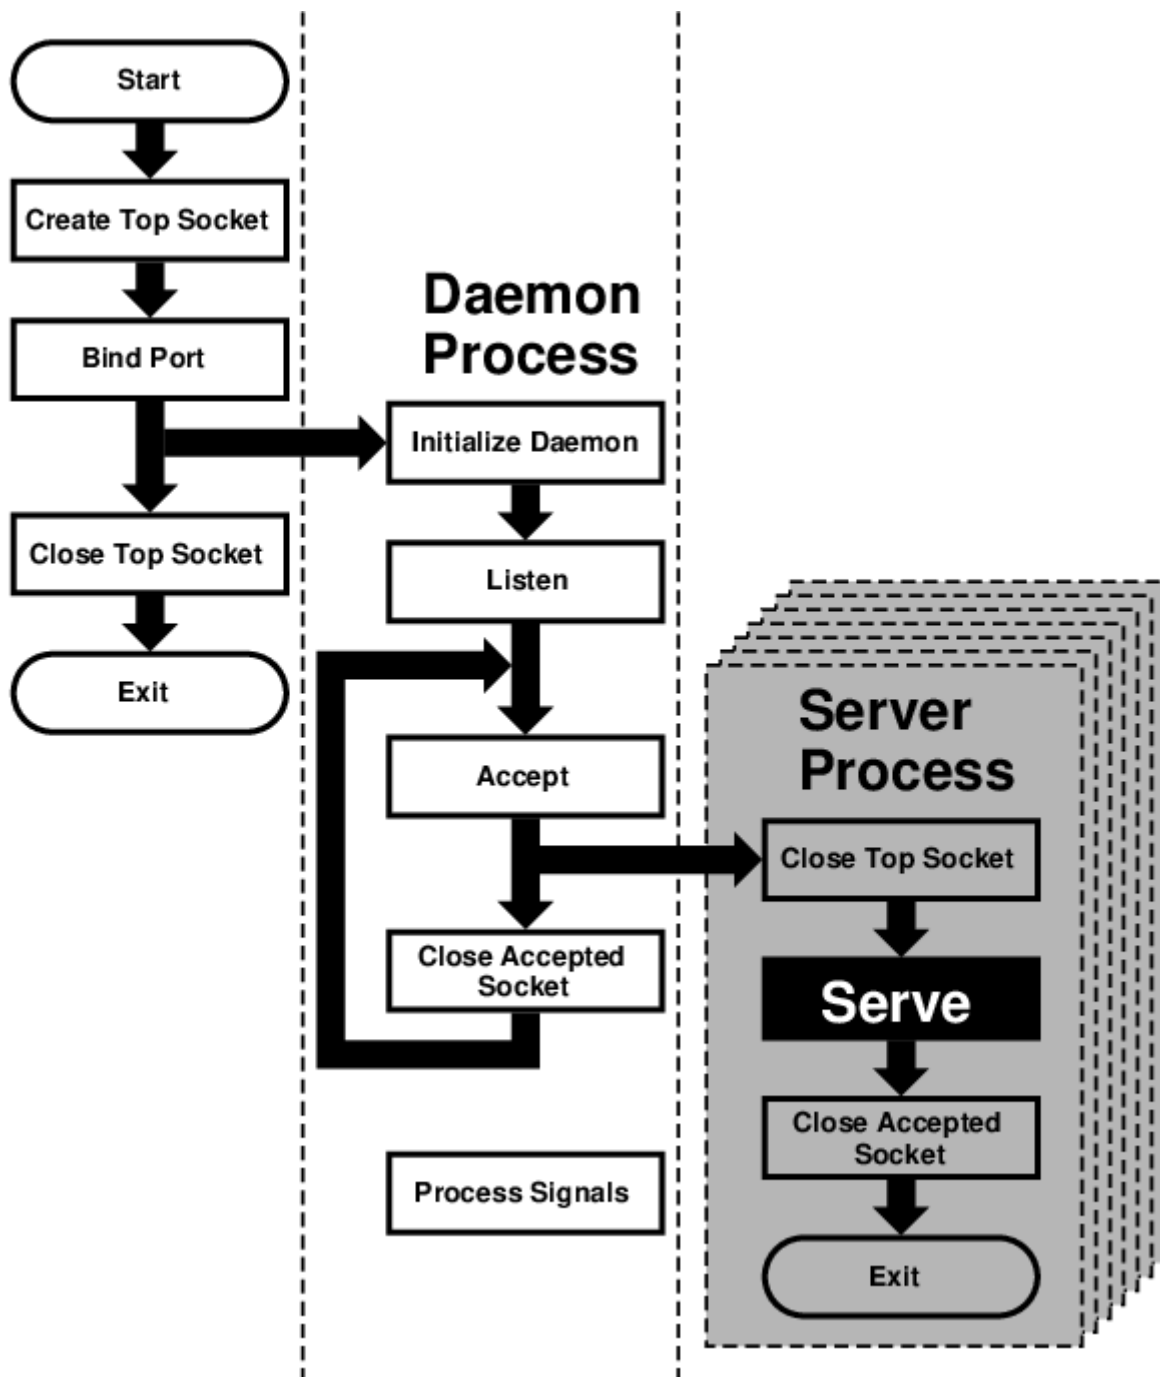 Start
Create Top Socket
Bind Port
Close Top Socket
Exit
Daemon
Process
Initialize Daemon
Listen
Accept
Close Accepted
Socket
Process Signals
Server
Process
Close Top Socket
Serve
Close Accepted
Socket
Exit